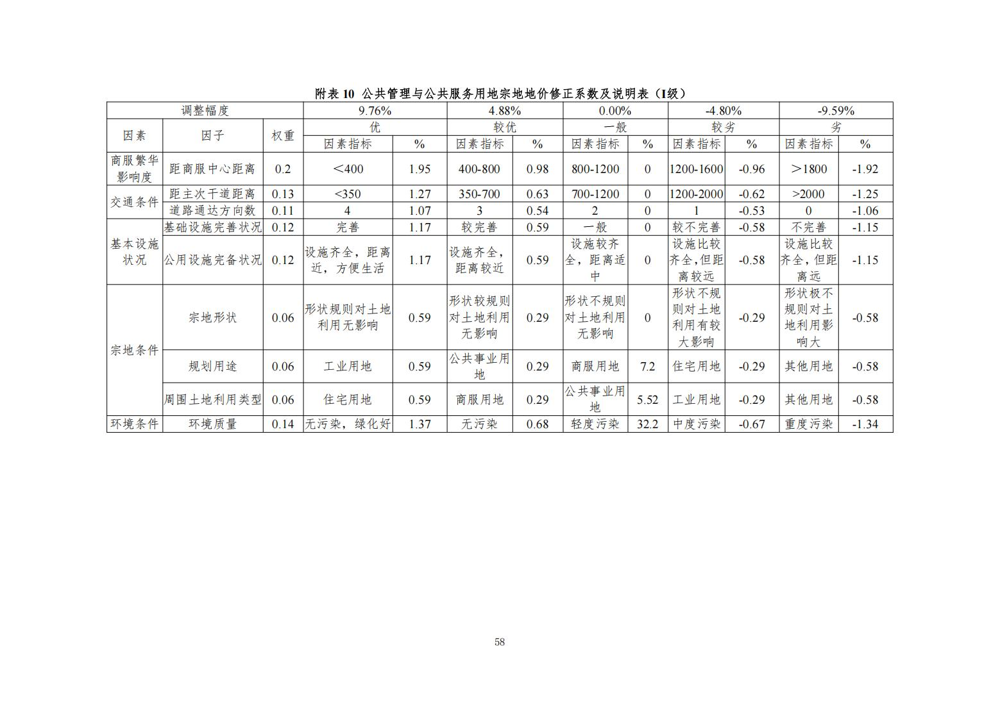 附表 10 公共管理与公共服务用地宗地地价修正系数及说明表（I级）
调整幅度 9.76% 4.88% 0.00% -4.80% -9.59%
因素 因子 权重 优 较优 一般 较劣 劣
因素指标 % 因素指标 % 因素指标 % 因素指标 % 因素指标 %
商服繁华影响度 距商服中心距离 0.2 ＜400 1.95 400-800 0.98 800-1200 0 1200-1600 -0.96 ＞1800 -1.92
交通条件 距主次干道距离 0.13 <350 1.27 350-700 0.63 700-1200 0 1200-2000 -0.62 >2000 -1.25
道路通达方向数 0.11 4 1.07 3 0.54 2 0 1 -0.53 0 -1.06
基本设施状况 基础设施完善状况 0.12 完善 1.17 较完善 0.59 一般 0 较不完善 -0.58 不完善 -1.15
公用设施完备状况 0.12 设施齐全，距离近，方便生活 1.17 设施齐全，距离较近 0.59 设施较齐全，距离适中 0 设施比较齐全，但距离较远 -0.58 设施比较齐全，但距离远 -1.15
宗地条件 宗地形状 0.06 形状规则对土地利用无影响 0.59 形状较规则对土地利用无影响 0.29 形状不规则对土地利用无影响 0 形状不规则对土地利用有较大影响 -0.29 形状极不规则对土地利用影响大 -0.58
规划用途 0.06 工业用地 0.59 公共事业用地 0.29 商服用地 7.2 住宅用地 -0.29 其他用地 -0.58
周围土地利用类型 0.06 住宅用地 0.59 商服用地 0.29 公共事业用地 5.52 工业用地 -0.29 其他用地 -0.58
环境条件 环境质量 0.14 无污染，绿化好 1.37 无污染 0.68 轻度污染 32.2 中度污染 -0.67 重度污染 -1.34
58